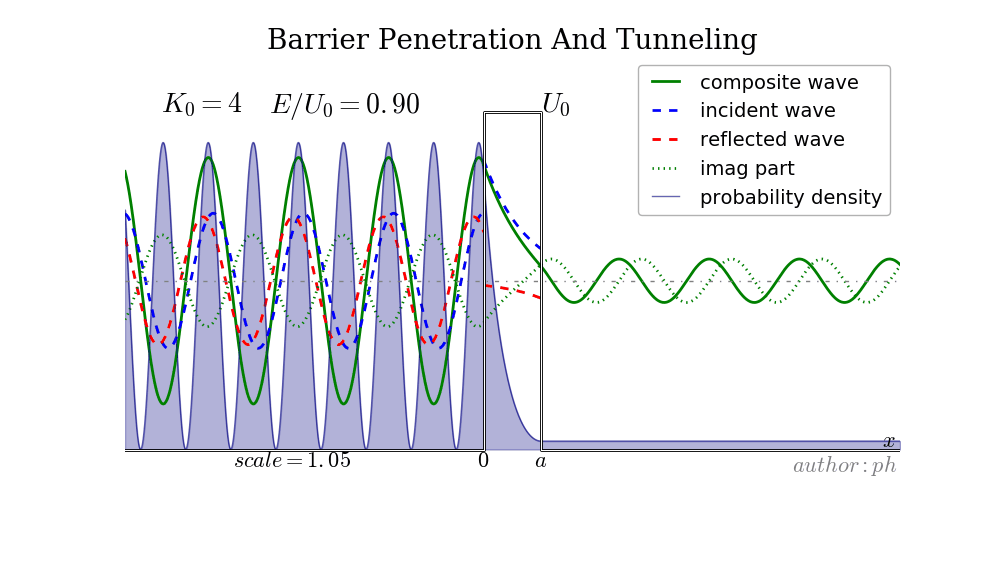 Barrier Penetration And Tunneling
K₀ = 4 E/U₀ = 0.90 U₀
composite wave
incident wave
reflected wave
imag part
probability density
x
scale = 1.05 0 a
author : ph